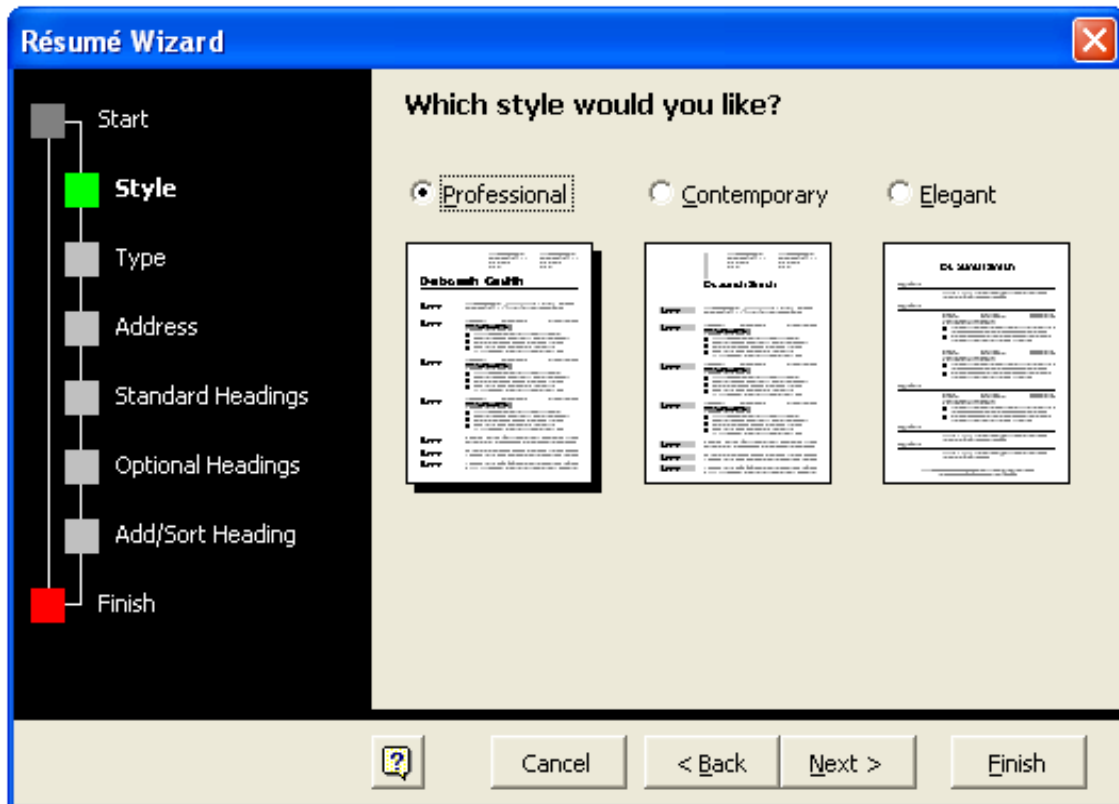 Résumé Wizard
Start
Style
Type
Address
Standard Headings
Optional Headings
Add/Sort Heading
Finish
Which style would you like?
Professional
Contemporary
Elegant
Cancel
< Back
Next >
Finish